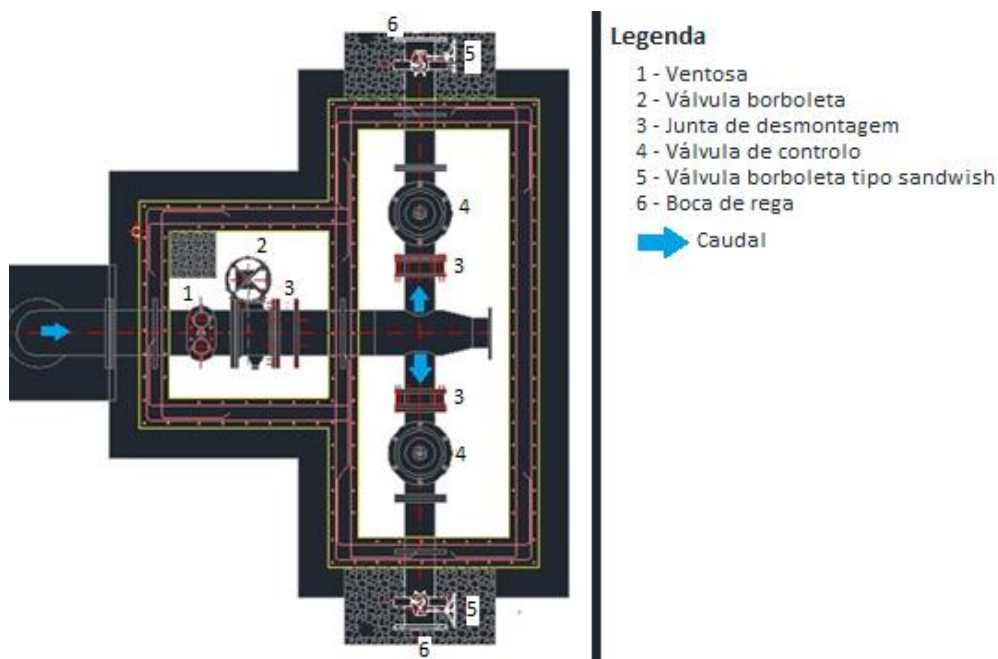 6
5
4
2
3
1
3
3
4
5
6
Legenda
1 - Ventosa
2 - Válvula borboleta
3 - Junta de desmontagem
4 - Válvula de controlo
5 - Válvula borboleta tipo sandwish
6 - Boca de rega
Caudal